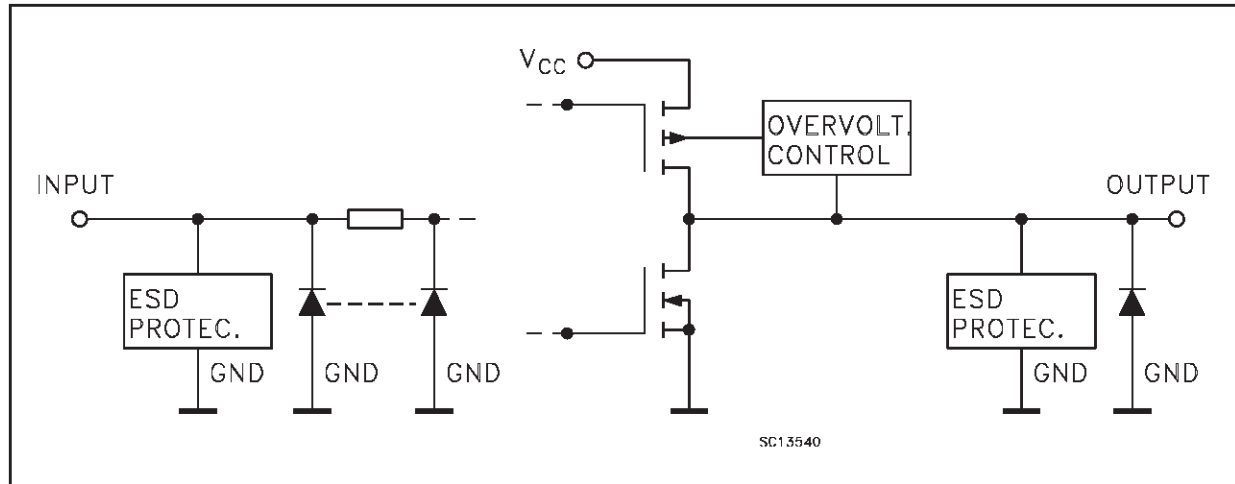 VCC
OVERVOLT.
CONTROL
INPUT
OUTPUT
ESD
PROTEC.
GND
GND
GND
ESD
PROTEC.
GND
GND
SC13540